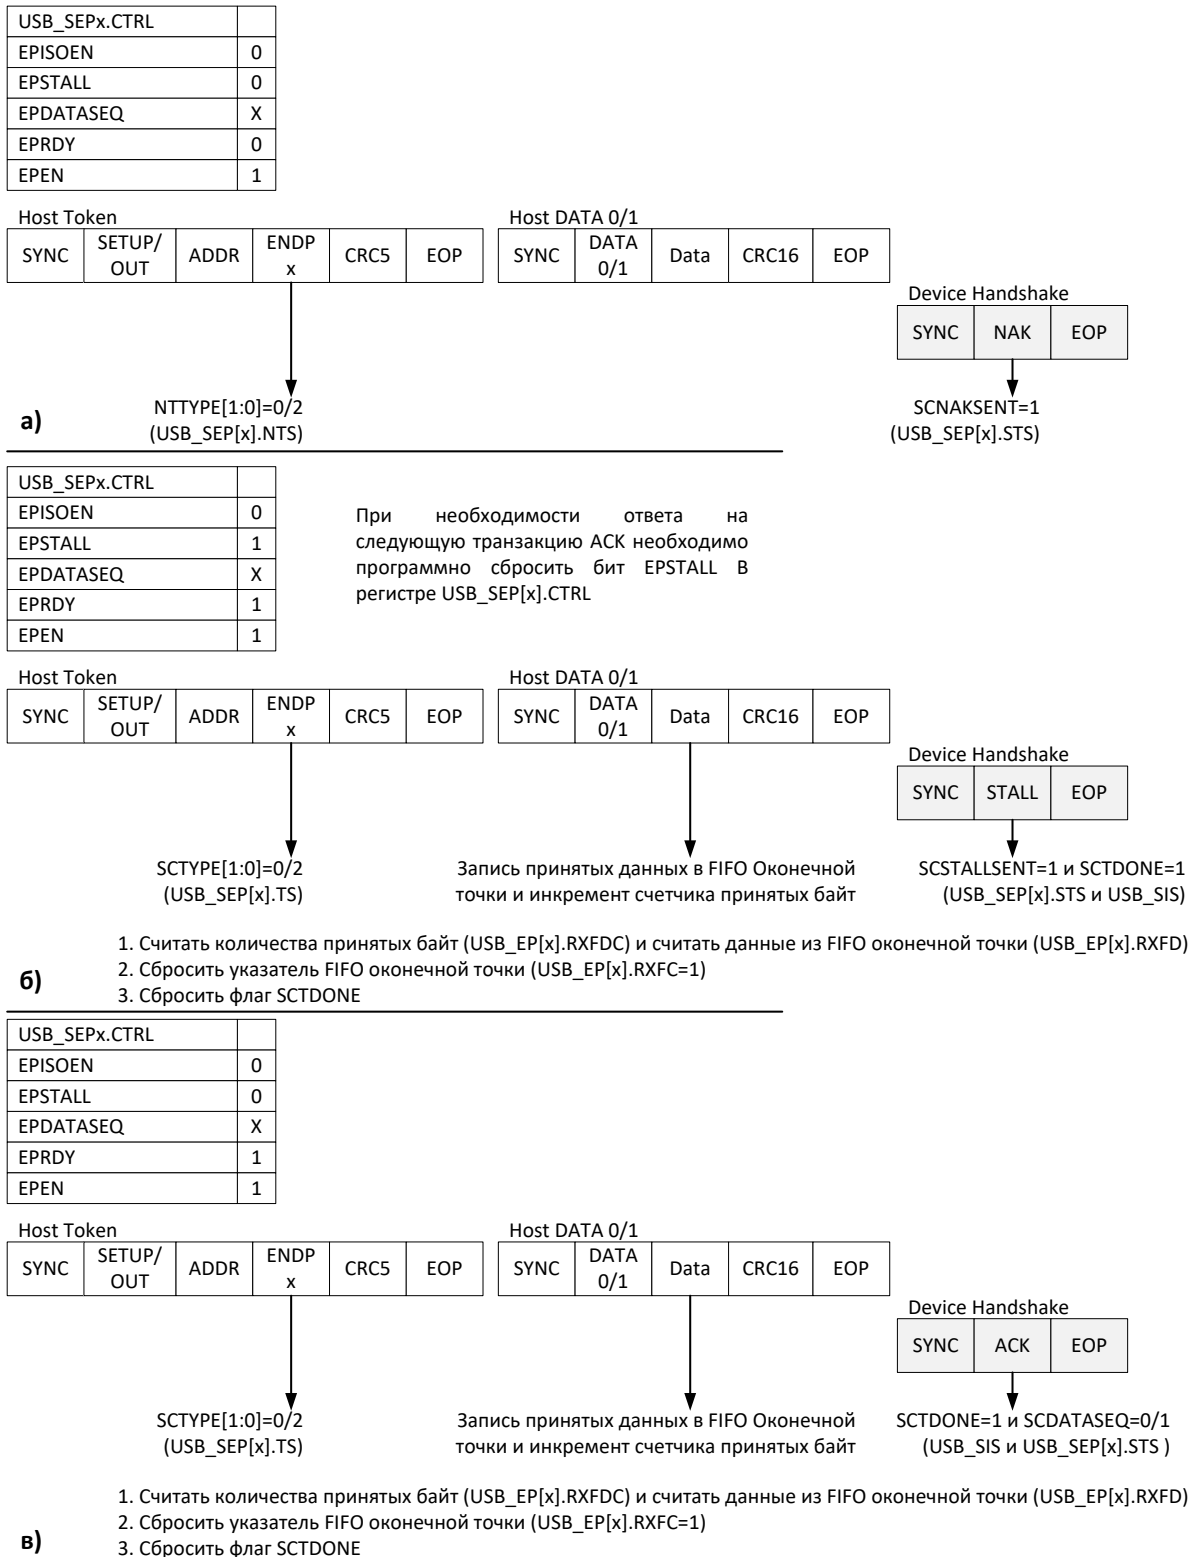 USB_SEPx.CTRL
EPISOEN 0
EPSTALL 0
EPDATASEQ X
EPRDY 0
EPEN 1
Host Token Host DATA 0/1
SYNC SETUP/ OUT ADDR ENDP x CRC5 EOP SYNC DATA 0/1 Data CRC16 EOP
Device Handshake
SYNC NAK EOP
NTTYPE[1:0]=0/2 SCNAKSENT=1
а) (USB_SEP[x].NTS) (USB_SEP[x].STS)
USB_SEPx.CTRL
EPISOEN 0
EPSTALL 1
EPDATASEQ X
EPRDY 1
EPEN 1
При необходимости ответа на
следующую транзакцию ACK необходимо
программно сбросить бит EPSTALL В
регистре USB_SEP[x].CTRL
Host Token Host DATA 0/1
SYNC SETUP/ OUT ADDR ENDP x CRC5 EOP SYNC DATA 0/1 Data CRC16 EOP
Device Handshake
SYNC STALL EOP
SCTYPE[1:0]=0/2 Запись принятых данных в FIFO Оконечной SCSTALLSENT=1 и SCTDONE=1
(USB_SEP[x].TS) точки и инкремент счетчика принятых байт (USB_SEP[x].STS и USB_SIS)
1. Считать количества принятых байт (USB_EP[x].RXFDC) и считать данные из FIFO оконечной точки (USB_EP[x].RXFD)
б) 2. Сбросить указатель FIFO оконечной точки (USB_EP[x].RXFC=1)
3. Сбросить флаг SCTDONE
USB_SEPx.CTRL
EPISOEN 0
EPSTALL 0
EPDATASEQ X
EPRDY 1
EPEN 1
Host Token Host DATA 0/1
SYNC SETUP/ OUT ADDR ENDP x CRC5 EOP SYNC DATA 0/1 Data CRC16 EOP
Device Handshake
SYNC ACK EOP
SCTYPE[1:0]=0/2 Запись принятых данных в FIFO Оконечной SCTDONE=1 и SCDATASEQ=0/1
(USB_SEP[x].TS) точки и инкремент счетчика принятых байт (USB_SIS и USB_SEP[x].STS )
1. Считать количества принятых байт (USB_EP[x].RXFDC) и считать данные из FIFO оконечной точки (USB_EP[x].RXFD)
2. Сбросить указатель FIFO оконечной точки (USB_EP[x].RXFC=1)
в) 3. Сбросить флаг SCTDONE